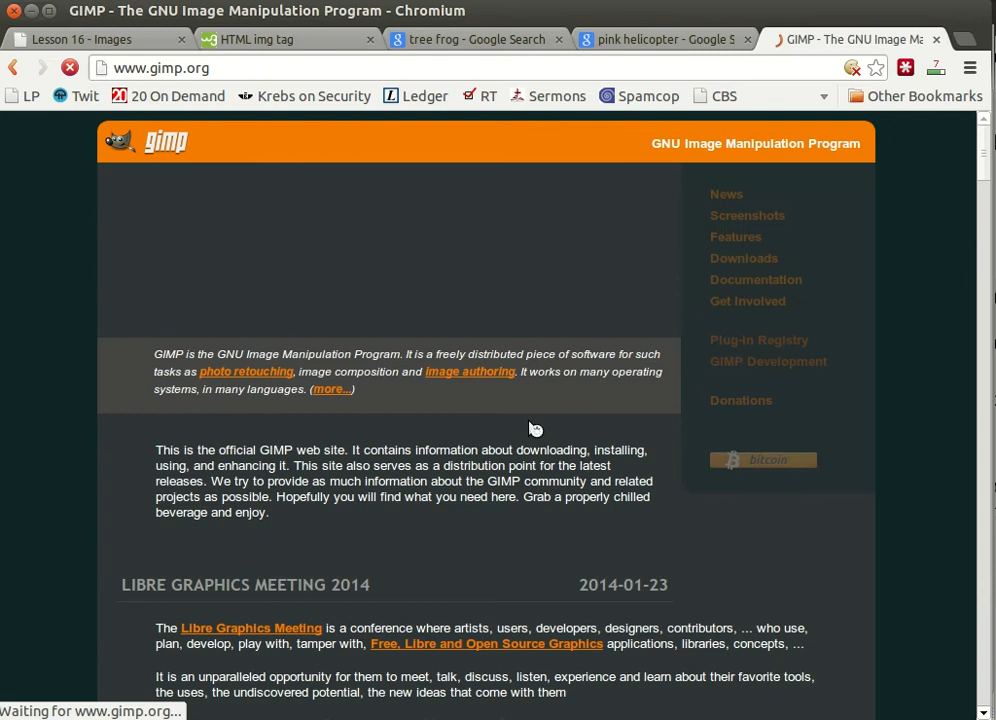 GIMP - The GNU Image Manipulation Program - Chromium
Lesson 16 - Images
HTML img tag
tree frog - Google Search
pink helicopter - Google S
GIMP - The GNU Image Ma
www.gimp.org
7
LP
Twit
20 On Demand
Krebs on Security
Ledger
RT
Sermons
Spamcop
CBS
Other Bookmarks
gimp
GNU Image Manipulation Program
News
Screenshots
Features
Downloads
Documentation
Get Involved
Plug-in Registry
GIMP Development
Donations
bitcoin
GIMP is the GNU Image Manipulation Program. It is a freely distributed piece of software for such
tasks as photo retouching, image composition and image authoring. It works on many operating
systems, in many languages. (more...)
This is the official GIMP web site. It contains information about downloading, installing,
using, and enhancing it. This site also serves as a distribution point for the latest
releases. We try to provide as much information about the GIMP community and related
projects as possible. Hopefully you will find what you need here. Grab a properly chilled
beverage and enjoy.
LIBRE GRAPHICS MEETING 2014 2014-01-23
The Libre Graphics Meeting is a conference where artists, users, developers, designers, contributors, ... who use,
plan, develop, play with, tamper with, Free, Libre and Open Source Graphics applications, libraries, concepts, ...
It is an unparalleled opportunity for them to meet, talk, discuss, listen, experience and learn about their favorite tools,
the uses, the undiscovered potential, the new ideas that come with them
Waiting for www.gimp.org...